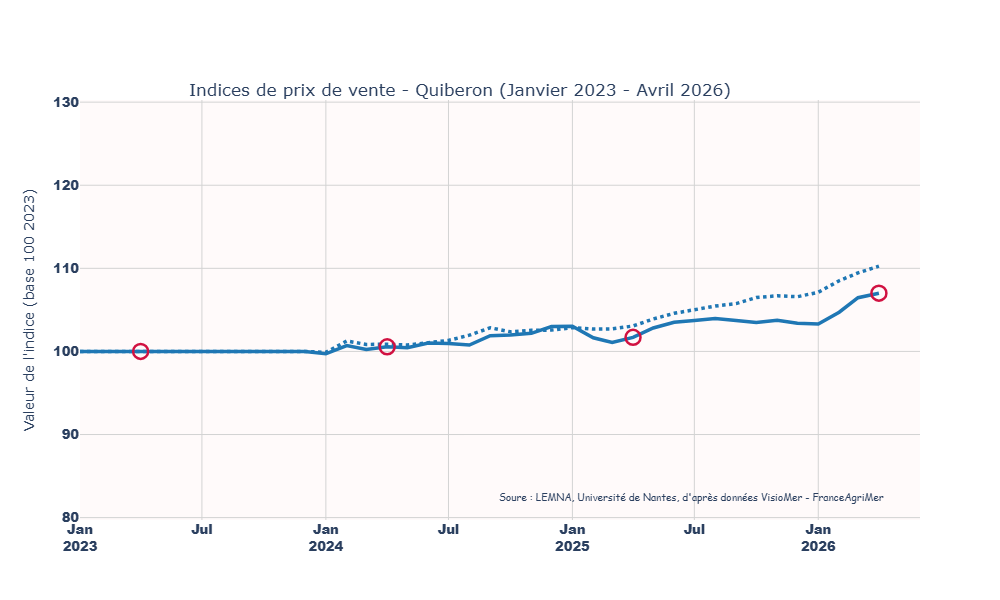 Indices de prix de vente - Quiberon (Janvier 2023 - Avril 2026)
Valeur de l'indice (base 100 2023)
130
120
110
100
90
80
Soure : LEMNA, Université de Nantes, d'après données VisioMer - FranceAgriMer
Jan Jul Jan Jul Jan Jul Jan
2023 2024 2025 2026